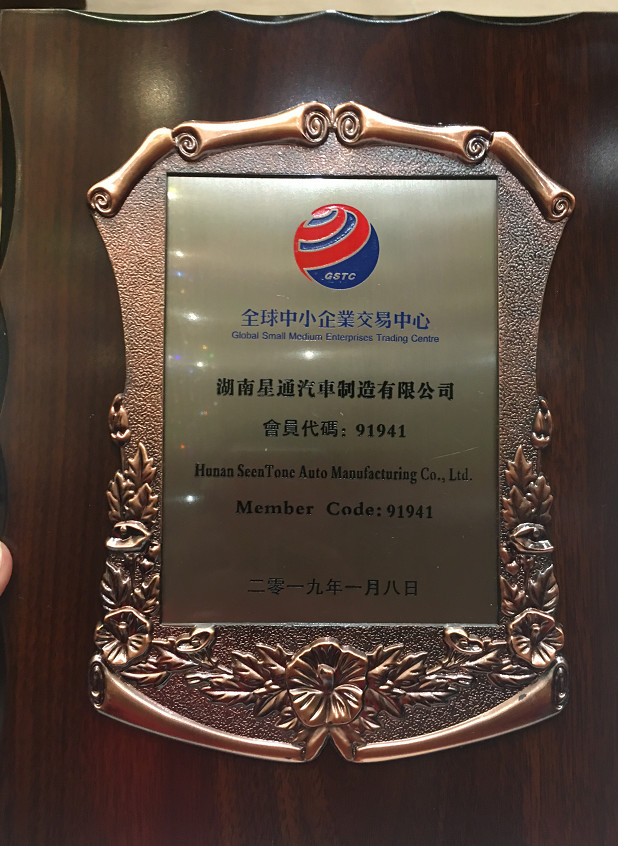 GSTC
全球中小企業交易中心
Global Small Medium Enterprises Trading Centre
湖南星通汽車制造有限公司
會員代碼: 91941
Hunan SeenTone Auto Manufacturing Co., Ltd.
Member Code: 91941
二零一九年一月八日